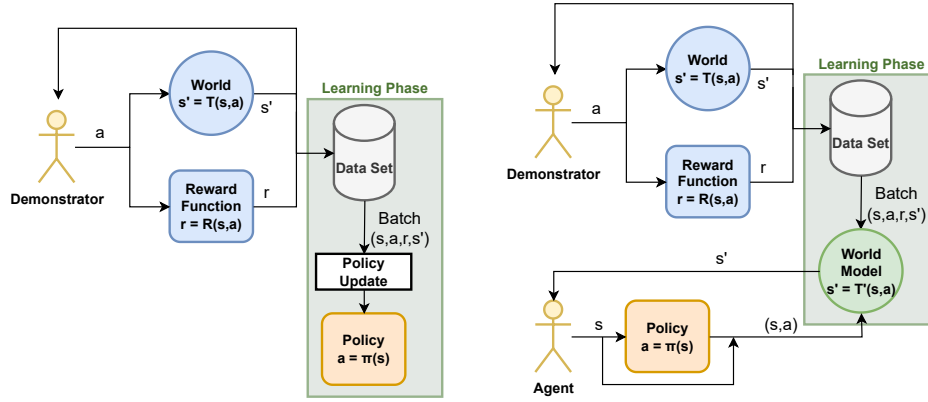 World
s' = T(s,a)
s'
a
Demonstrator
Reward
Function
r = R(s,a)
r
Learning Phase
Data Set
Batch
(s,a,r,s')
Policy
Update
Policy
a = π(s)
World
s' = T(s,a)
s'
a
Demonstrator
Reward
Function
r = R(s,a)
r
Learning Phase
Data Set
Batch
(s,a,r,s')
World
Model
s' = T'(s,a)
s'
Agent
s
Policy
a = π(s)
(s,a)